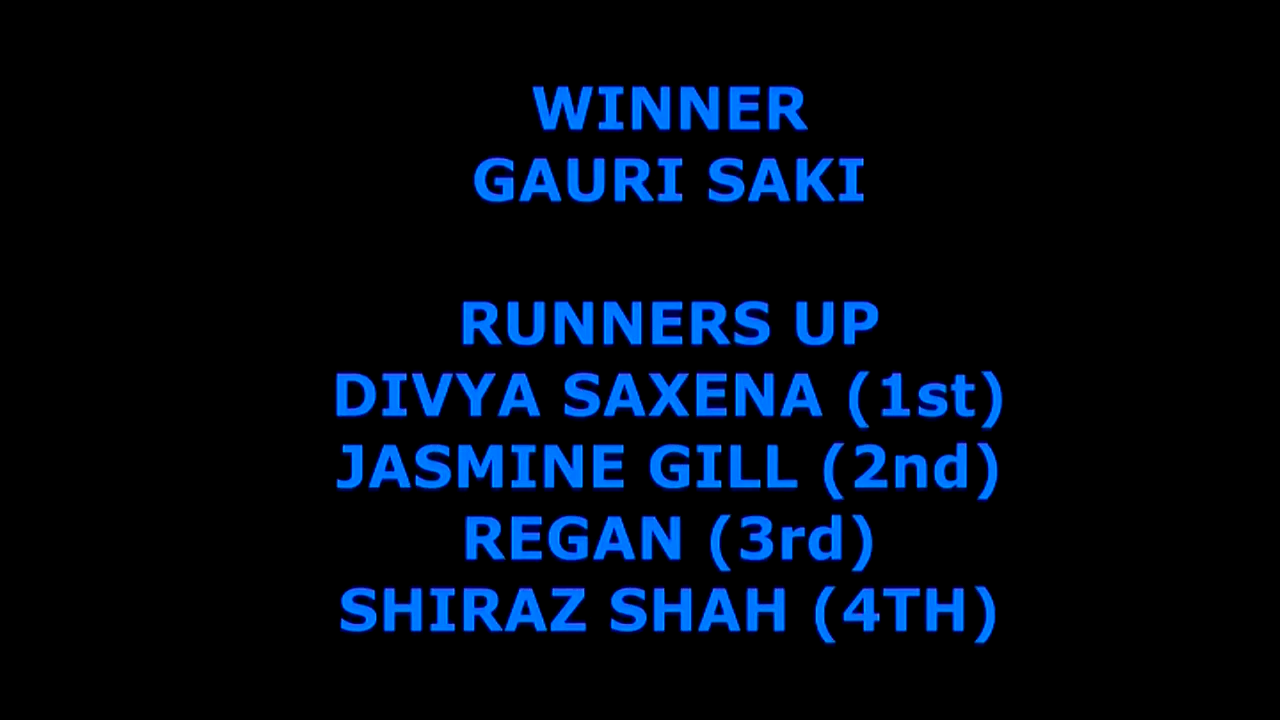 WINNER
GAURI SAKI
RUNNERS UP
DIVYA SAXENA (1st)
JASMINE GILL (2nd)
REGAN (3rd)
SHIRAZ SHAH (4TH)